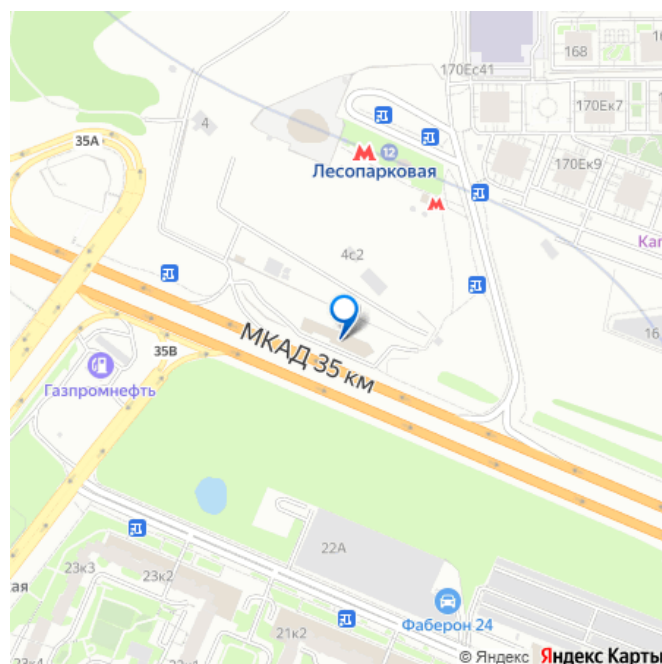 168
170Ес41
170Ек7
35А
4
12
Лесопарковая
170Ек9
4с2
МКАД 35 км
35В
Газпромнефть
22А
23к3
23к2
Фаберон 24
21к2
© Яндекс Яндекс Карты